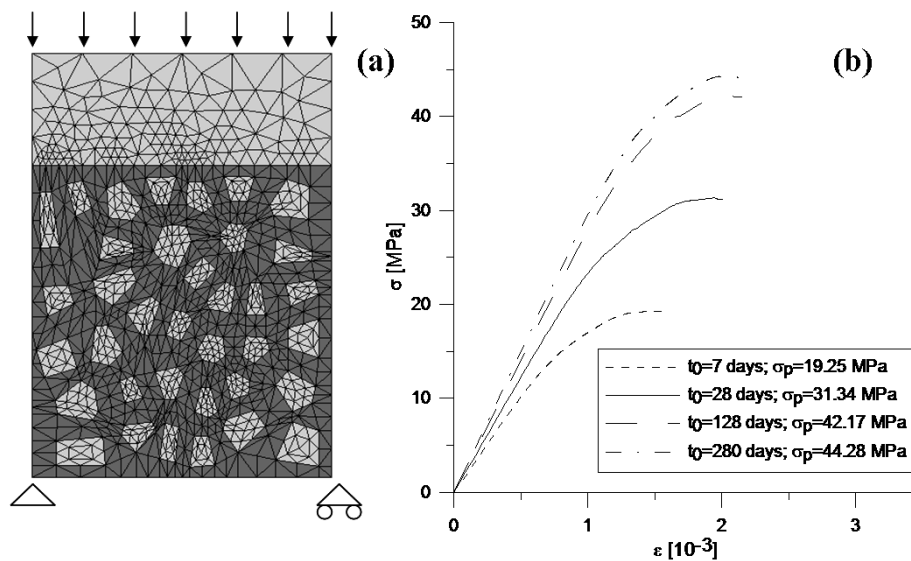 (a)
(b)
50
40
30
20
10
0
σ [MPa]
0
1
2
3
ε [10⁻³]
t0=7 days; σp=19.25 MPa
t0=28 days; σp=31.34 MPa
t0=128 days; σp=42.17 MPa
t0=280 days; σp=44.28 MPa